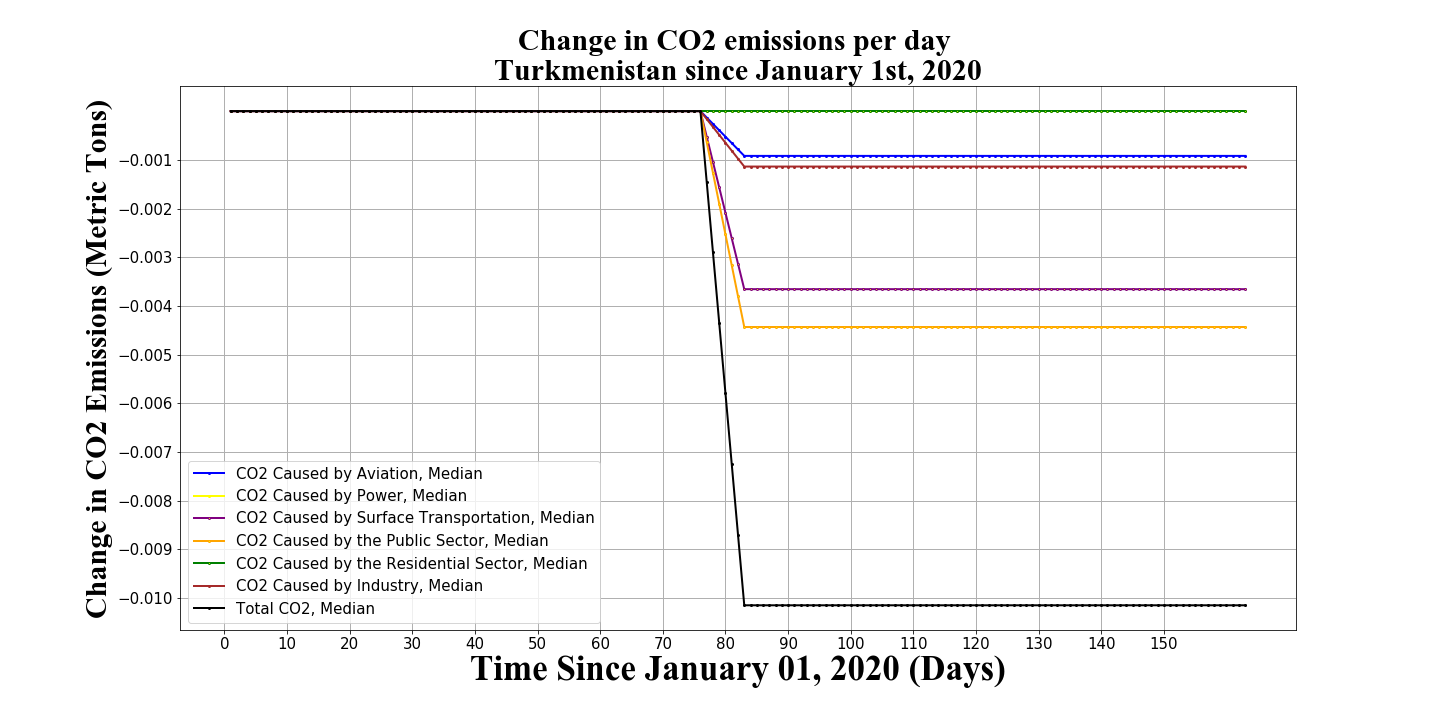 Change in CO2 emissions per day
Turkmenistan since January 1st, 2020
Change in CO2 Emissions (Metric Tons)
−0.001
−0.002
−0.003
−0.004
−0.005
−0.006
−0.007
−0.008
−0.009
−0.010
CO2 Caused by Aviation, Median
CO2 Caused by Power, Median
CO2 Caused by Surface Transportation, Median
CO2 Caused by the Public Sector, Median
CO2 Caused by the Residential Sector, Median
CO2 Caused by Industry, Median
Total CO2, Median
0 10 20 30 40 50 60 70 80 90 100 110 120 130 140 150
Time Since January 01, 2020 (Days)